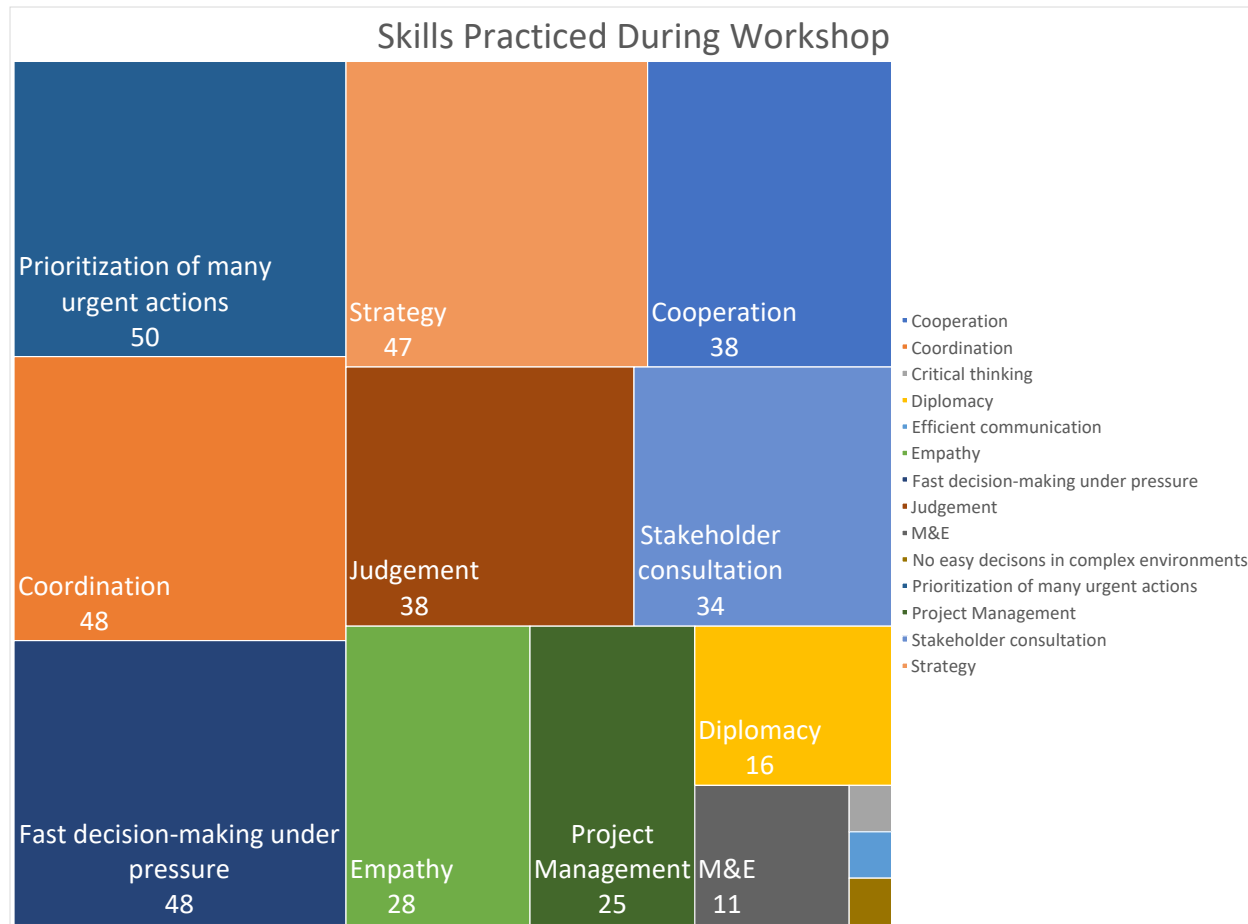 Skills Practiced During Workshop
Prioritization of many
urgent actions
50
Strategy
47
Cooperation
38
Coordination
48
Judgement
38
Stakeholder
consultation
34
Fast decision-making under
pressure
48
Empathy
28
Project
Management
25
Diplomacy
16
M&E
11
Cooperation
Coordination
Critical thinking
Diplomacy
Efficient communication
Empathy
Fast decision-making under pressure
Judgement
M&E
No easy decisons in complex environments
Prioritization of many urgent actions
Project Management
Stakeholder consultation
Strategy